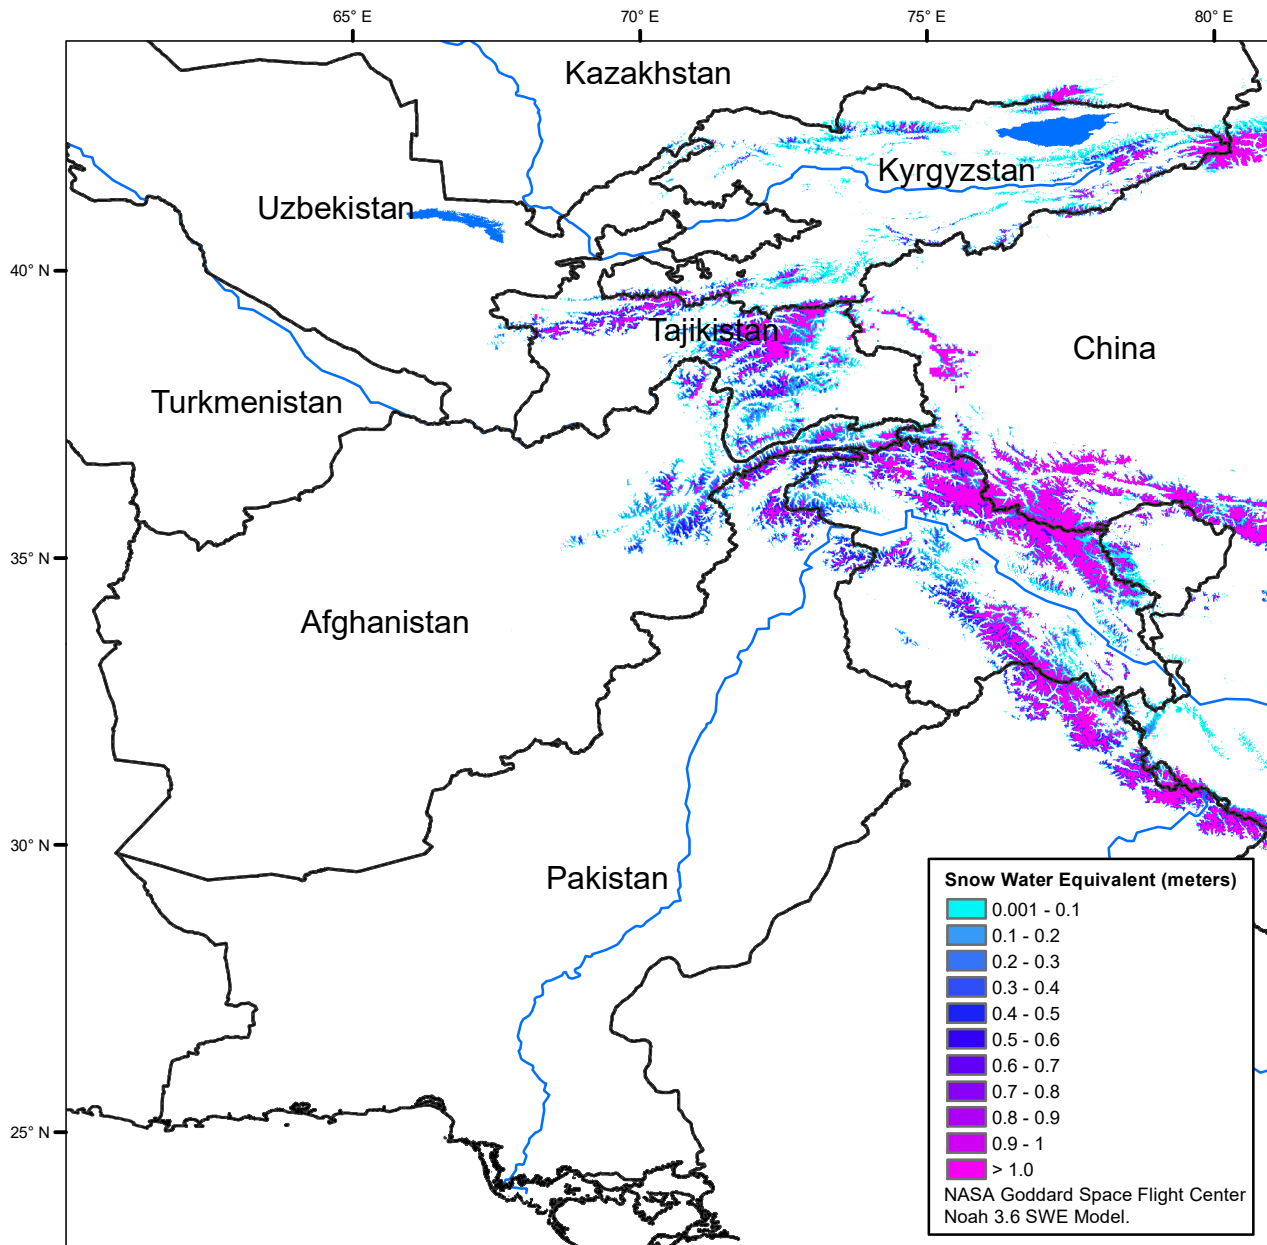 65° E
70° E
75° E
80° E
Kazakhstan
Kyrgyzstan
Uzbekistan
40° N
Tajikistan
China
Turkmenistan
35° N
Afghanistan
30° N
Pakistan
25° N
Snow Water Equivalent (meters)
0.001 - 0.1
0.1 - 0.2
0.2 - 0.3
0.3 - 0.4
0.4 - 0.5
0.5 - 0.6
0.6 - 0.7
0.7 - 0.8
0.8 - 0.9
0.9 - 1
> 1.0
NASA Goddard Space Flight Center
Noah 3.6 SWE Model.